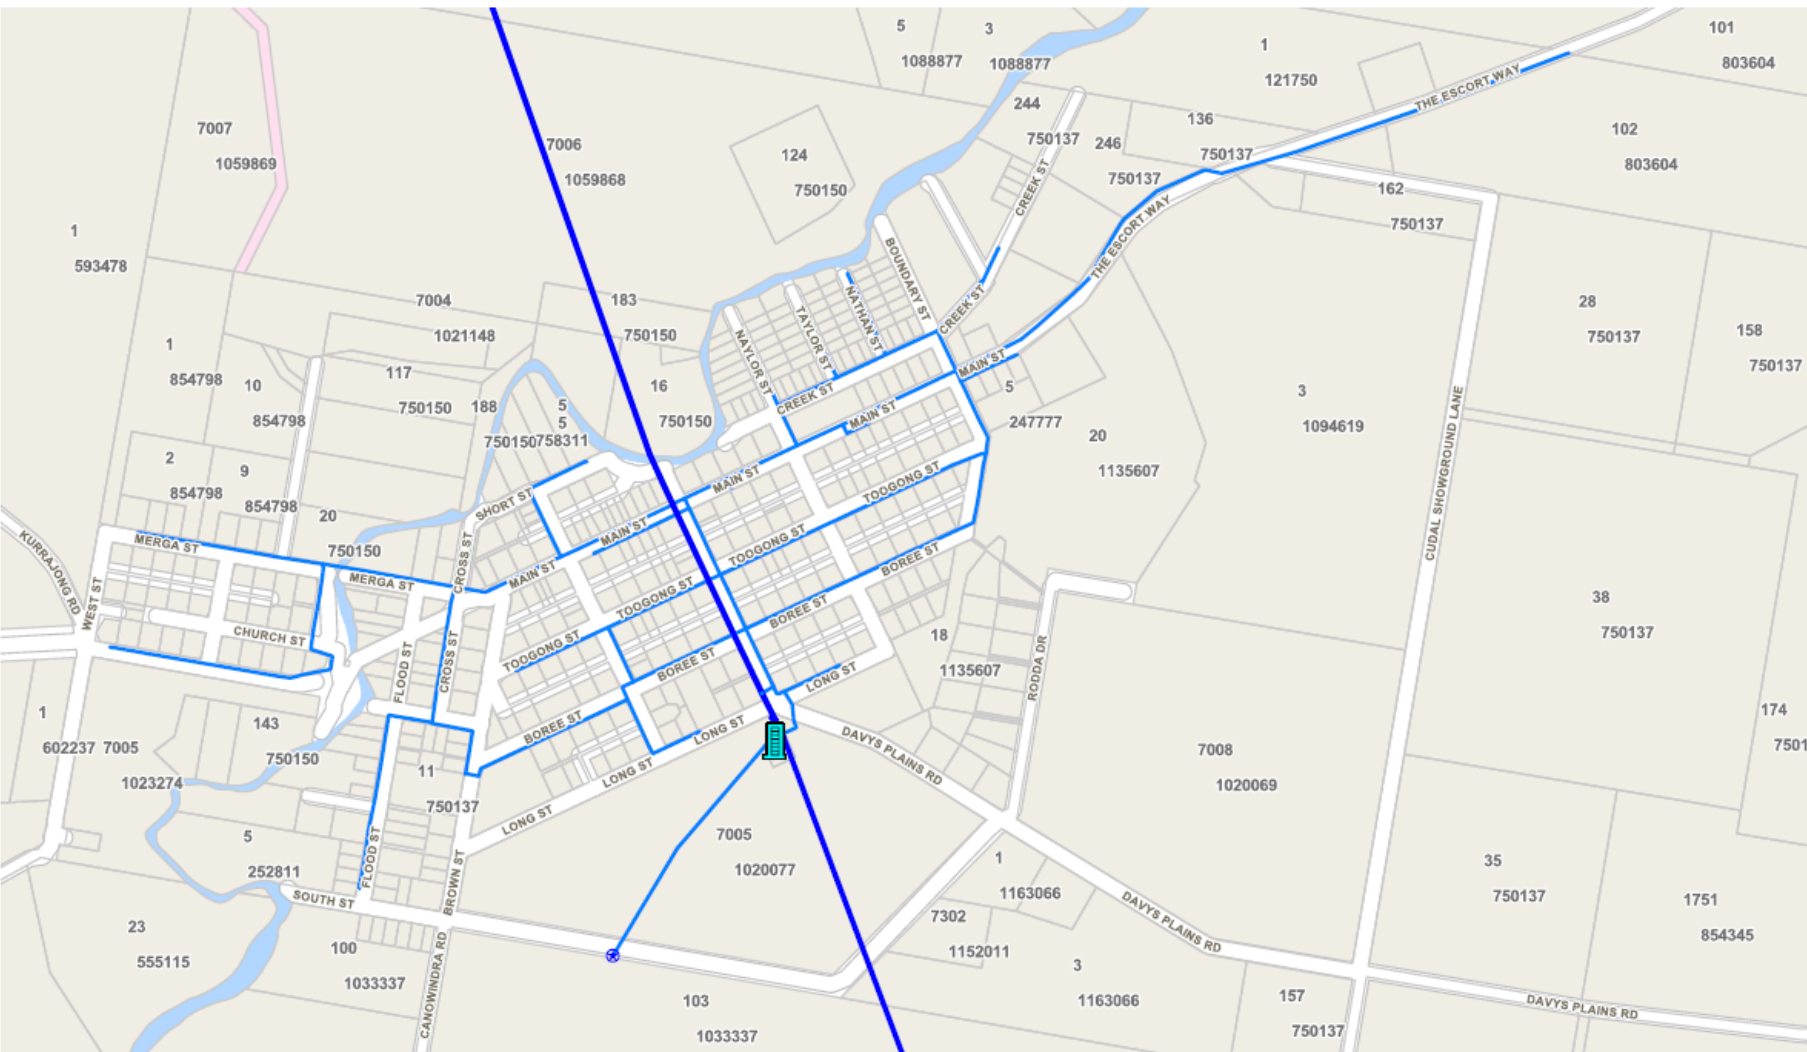 5
1088877
3
1088877
1
121750
101
803604
THE ESCORT WAY
244
750137
246
750137
136
750137
102
803604
7007
1059869
7006
1059868
124
750150
CREEK ST
162
750137
1
593478
BOUNDARY ST
THE ESCORT WAY
7004
1021148
183
750150
NATHAN ST
TAYLOR ST
NAYLOR ST
CREEK ST
28
750137
158
750137
1
854798
10
854798
117
750150
188
5
5
750150
758311
16
750150
CREEK ST
MAIN ST
MAIN ST
5
247777
20
1135607
3
1094619
CUDAL SHOWGROUND LANE
2
854798
9
854798
20
750150
SHORT ST
MAIN ST
MAIN ST
TOOGONG ST
TOOGONG ST
BOREE ST
KURRAJONG RD
MERGA ST
MERGA ST
CROSS ST
MAIN ST
TOOGONG ST
BOREE ST
WEST ST
CHURCH ST
FLOOD ST
CROSS ST
TOOGONG ST
BOREE ST
LONG ST
18
1135607
RODDA DR
38
750137
1
602237
7005
1023274
143
750150
11
750137
BOREE ST
LONG ST
LONG ST
DAVYS PLAINS RD
7008
1020069
174
7501
5
252811
FLOOD ST
LONG ST
7005
1020077
1
1163066
35
750137
1751
854345
SOUTH ST
BROWN ST
23
555115
100
1033337
CANOWINDRA RD
7302
1152011
DAVYS PLAINS RD
103
1033337
3
1163066
157
750137
DAVYS PLAINS RD